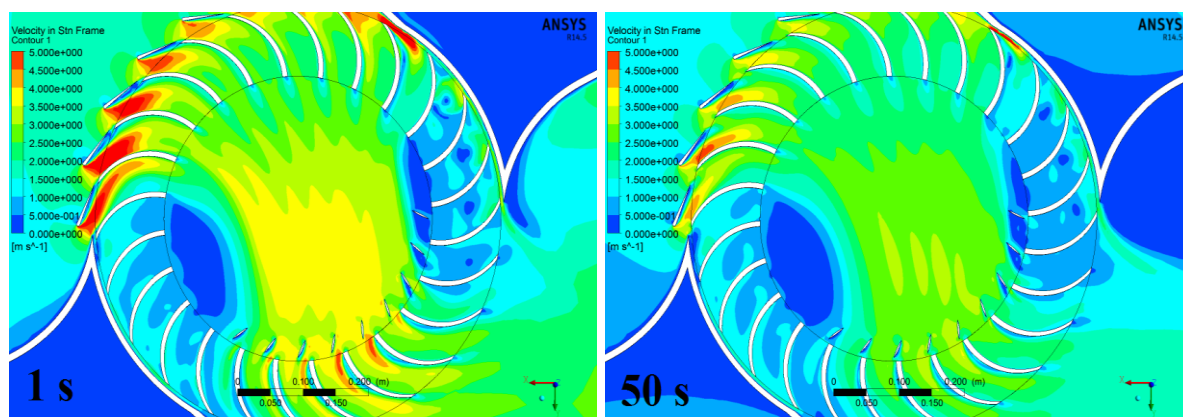 Velocity in Stn Frame
Contour 1
5.000e+000
4.500e+000
4.000e+000
3.500e+000
3.000e+000
2.500e+000
2.000e+000
1.500e+000
1.000e+000
5.000e-001
0.000e+000
[m s^-1]
ANSYS
R14.5
1 s
0 0.100 0.200 (m)
0.050 0.150
X
Z
Velocity in Stn Frame
Contour 1
5.000e+000
4.500e+000
4.000e+000
3.500e+000
3.000e+000
2.500e+000
2.000e+000
1.500e+000
1.000e+000
5.000e-001
0.000e+000
[m s^-1]
ANSYS
R14.5
50 s
0 0.100 0.200 (m)
0.050 0.150
X
Z